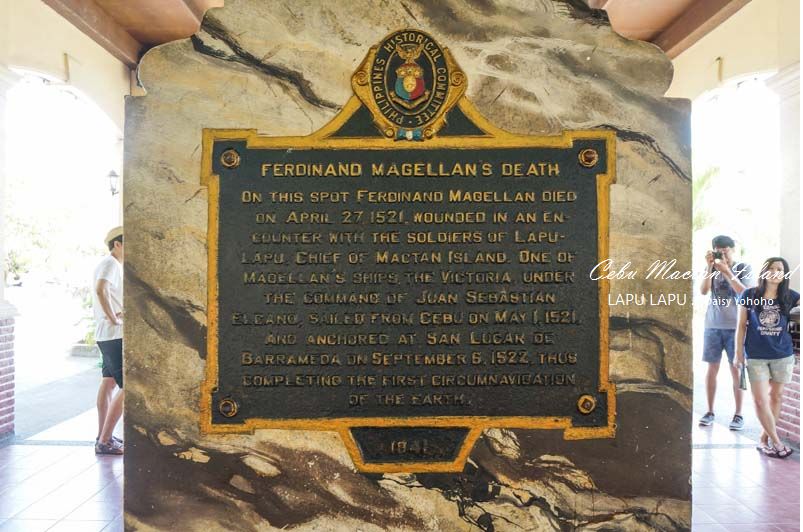 PHILIPPINES HISTORICAL COMMITTEE
FERDINAND MAGELLAN'S DEATH
ON THIS SPOT FERDINAND MAGELLAN DIED
ON APRIL 27, 1521, WOUNDED IN AN EN-
COUNTER WITH THE SOLDIERS OF LAPU-
LAPU, CHIEF OF MACTAN ISLAND. ONE OF
MAGELLAN'S SHIPS, THE VICTORIA, UNDER
THE COMMAND OF JUAN SEBASTIAN
ELCANO, SAILED FROM CEBU ON MAY 1, 1521,
AND ANCHORED AT SAN LUCAR DE
BARRAMEDA ON SEPTEMBER 6, 1522, THUS
COMPLETING THE FIRST CIRCUMNAVIGATION
OF THE EARTH.
1941
Cebu Mactan Island
LAPU LAPU Daisy Yohoho